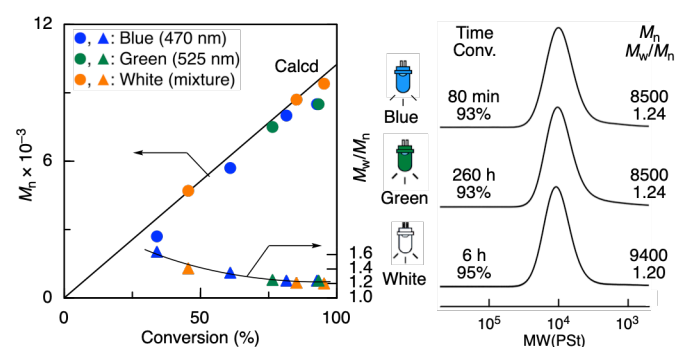 12
6
0
Mn × 10–3
●, ▲: Blue (470 nm)
●, ▲: Green (525 nm)
●, ▲: White (mixture)
Calcd
Mw/Mn
1.6
1.4
1.2
1.0
0
50
100
Conversion (%)
Time
Conv.
Mn
Mw/Mn
Blue
80 min
93%
8500
1.24
Green
260 h
93%
8500
1.24
White
6 h
95%
9400
1.20
105
104
103
MW(PSt)